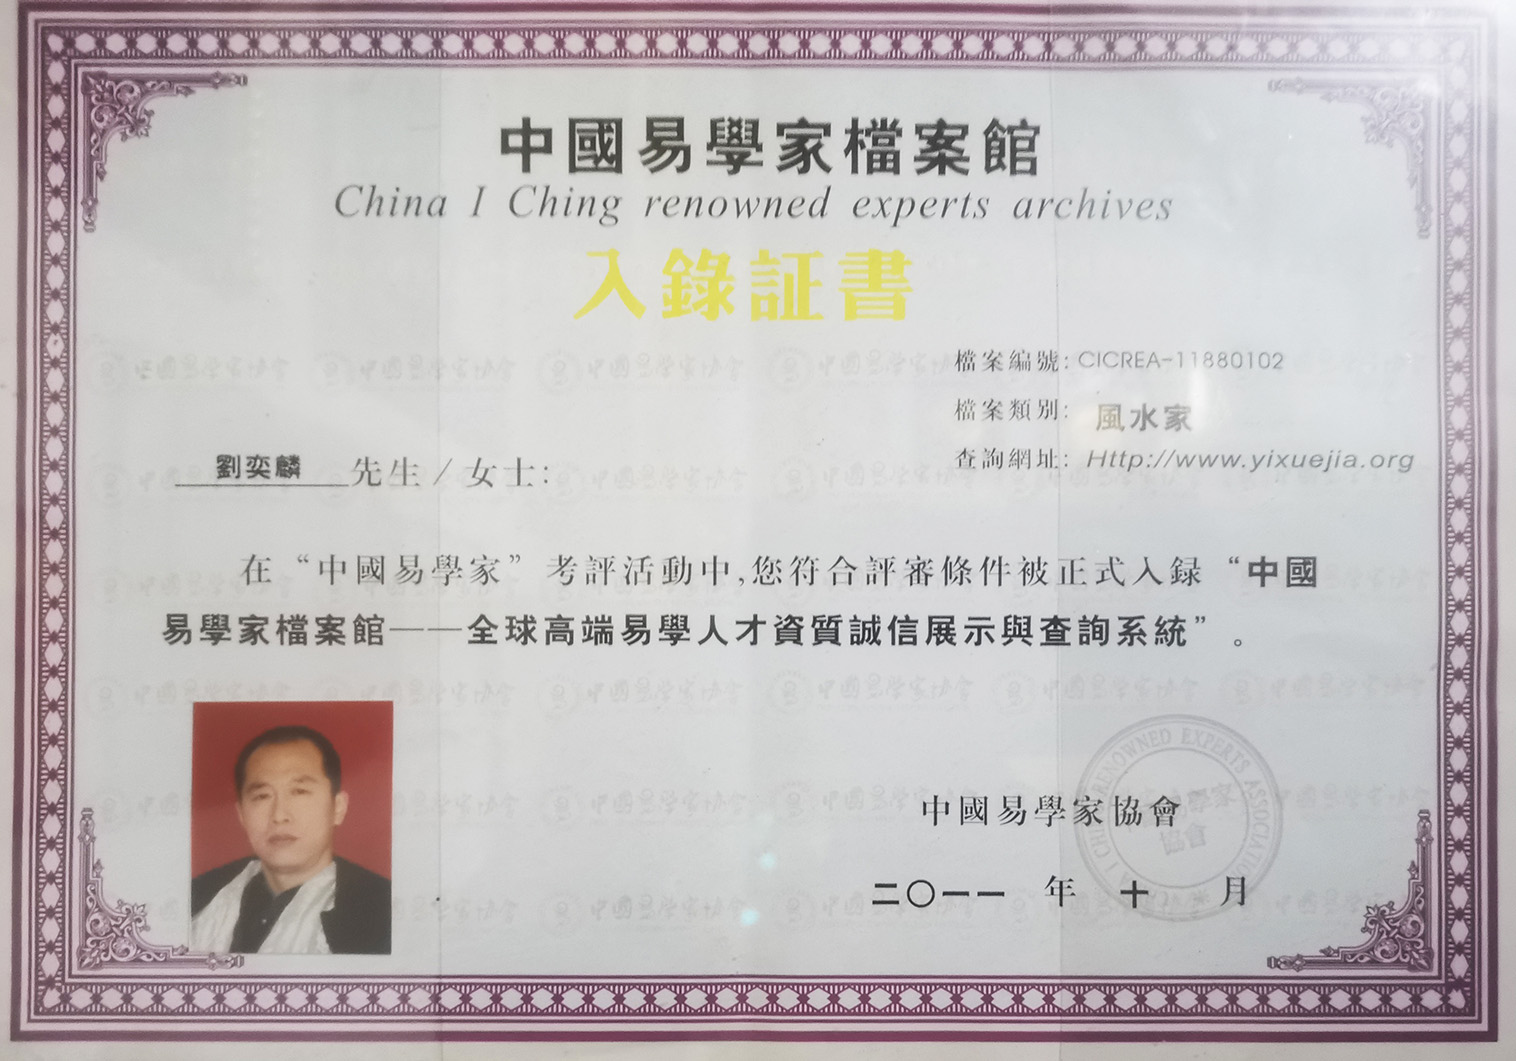 中國易學家檔案館
China I Ching renowned experts archives
入錄証書
檔案編號: CICREA-11880102
檔案類別: 風水家
查詢網址: Http://www.yixuejia.org
劉奕麟 先生 / 女士:
在“中國易學家”考評活動中,您符合評審條件被正式入録“中國
易學家檔案館——全球高端易學人才資質誠信展示與查詢系統”。
中國易學家協會
二〇一一 年 十 月